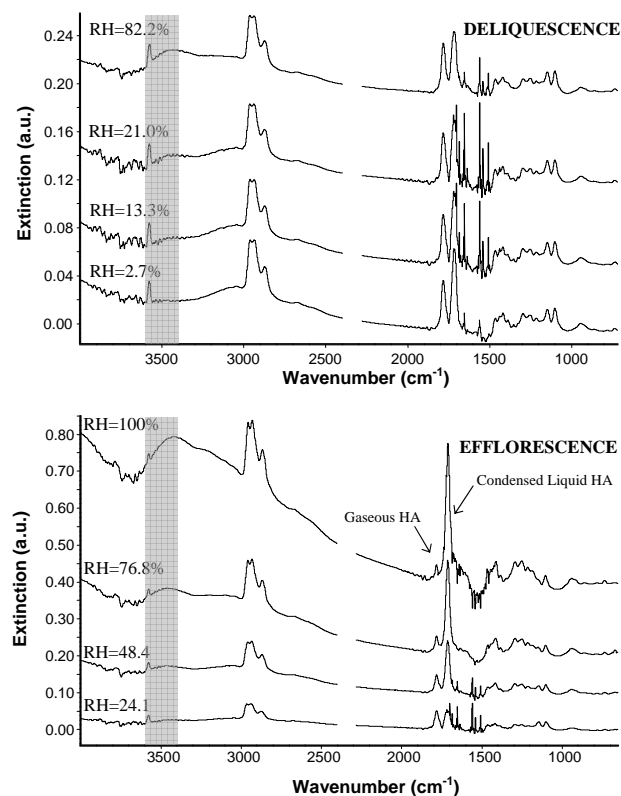 DELIQUESCENCE
RH=82.2%
RH=21.0%
RH=13.3%
RH=2.7%
0.24
0.20
0.16
0.12
0.08
0.04
0.00
Extinction (a.u.)
3500 3000 2500 2000 1500 1000
Wavenumber (cm-1)
EFFLORESCENCE
RH=100%
Condensed Liquid HA
Gaseous HA
RH=76.8%
RH=48.4
RH=24.1
0.80
0.70
0.60
0.50
0.40
0.30
0.20
0.10
0.00
Extinction (a.u.)
3500 3000 2500 2000 1500 1000
Wavenumber (cm-1)